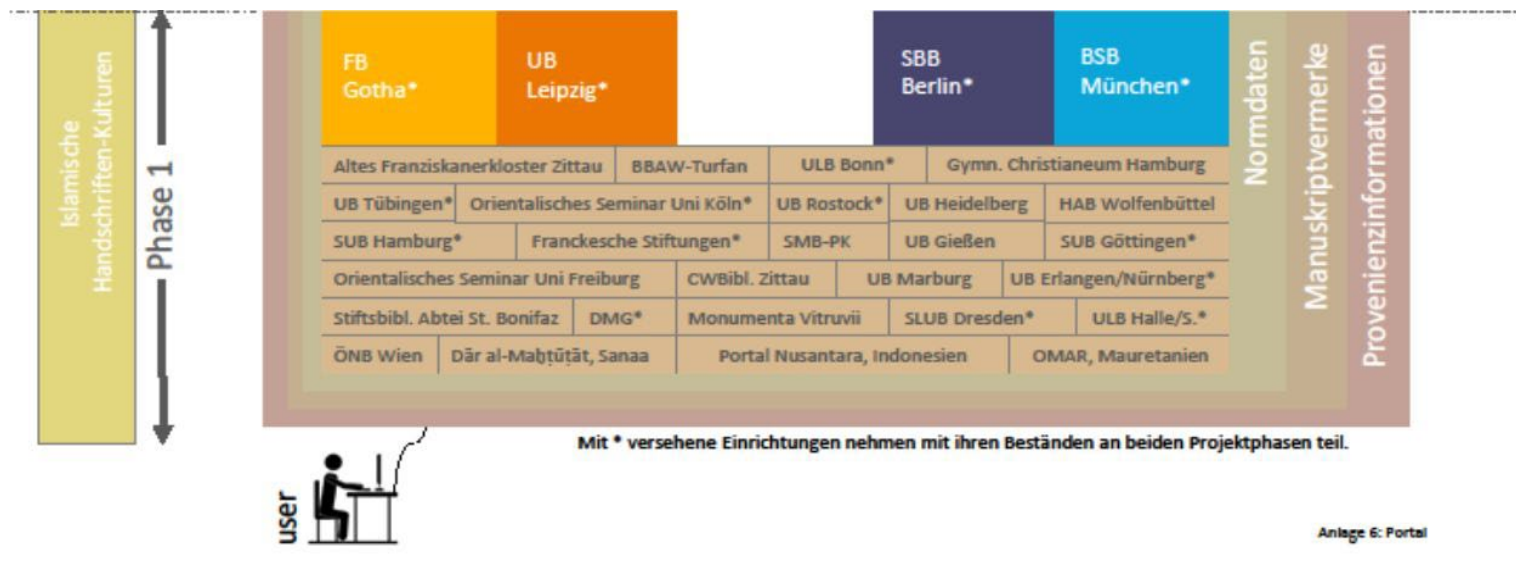 Islamische
Handschriften-Kulturen
Phase 1
FB
Gotha*
UB
Leipzig*
SBB
Berlin*
BSB
München*
Normdaten
Manuskriptvermerke
Provenienzinformationen
Altes Franziskanerkloster Zittau
BBAW-Turfan
ULB Bonn*
Gymn. Christianeum Hamburg
UB Tübingen*
Orientalisches Seminar Uni Köln*
UB Rostock*
UB Heidelberg
HAB Wolfenbüttel
SUB Hamburg*
Franckesche Stiftungen*
SMB-PK
UB Gießen
SUB Göttingen*
Orientalisches Seminar Uni Freiburg
CWBibl. Zittau
UB Marburg
UB Erlangen/Nürnberg*
Stiftsbibl. Abtei St. Bonifaz
DMG*
Monumenta Vitruvii
SLUB Dresden*
ULB Halle/S.*
ÖNB Wien
Dār al-Maḫṭūṭāt, Sanaa
Portal Nusantara, Indonesien
OMAR, Mauretanien
Mit * versehene Einrichtungen nehmen mit ihren Beständen an beiden Projektphasen teil.
user
Anlage 6: Portal